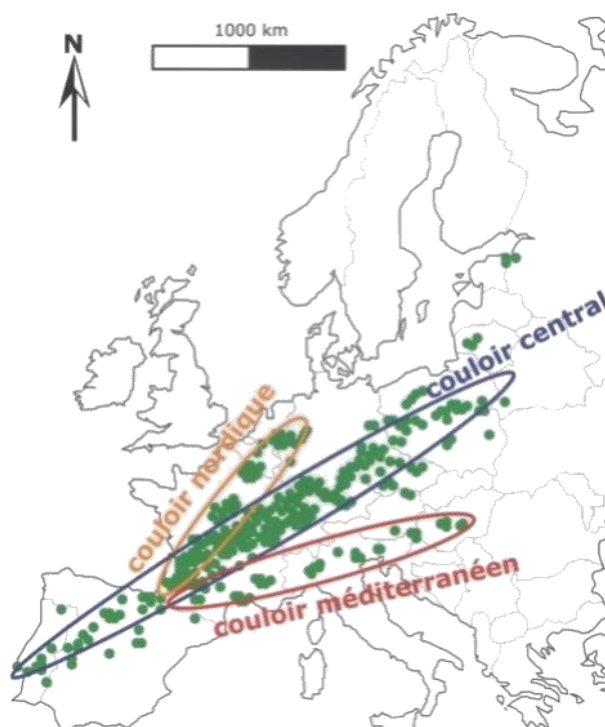 1000 km
N
couloir central
couloir nordique
couloir méditerranéen